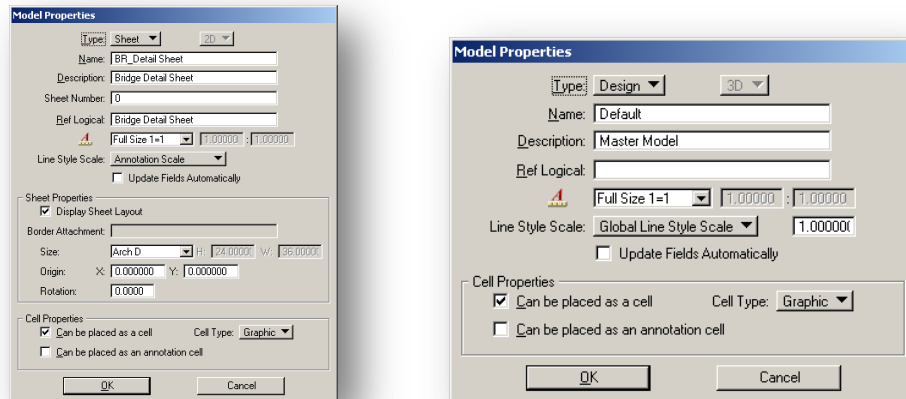 Model Properties
Type: Sheet 2D
Name: BR_Detail Sheet
Description: Bridge Detail Sheet
Sheet Number: 0
Ref Logical: Bridge Detail Sheet
A Full Size 1=1 1.00000 : 1.00000
Line Style Scale: Annotation Scale
Update Fields Automatically
Sheet Properties
Display Sheet Layout
Border Attachment:
Size: Arch D H: 24.0000 W: 36.0000
Origin: X: 0.000000 Y: 0.000000
Rotation: 0.0000
Cell Properties
Can be placed as a cell Cell Type: Graphic
Can be placed as an annotation cell
OK Cancel
Model Properties
Type: Design 3D
Name: Default
Description: Master Model
Ref Logical:
A Full Size 1=1 1.00000 : 1.00000
Line Style Scale: Global Line Style Scale 1.00000
Update Fields Automatically
Cell Properties
Can be placed as a cell Cell Type: Graphic
Can be placed as an annotation cell
OK Cancel